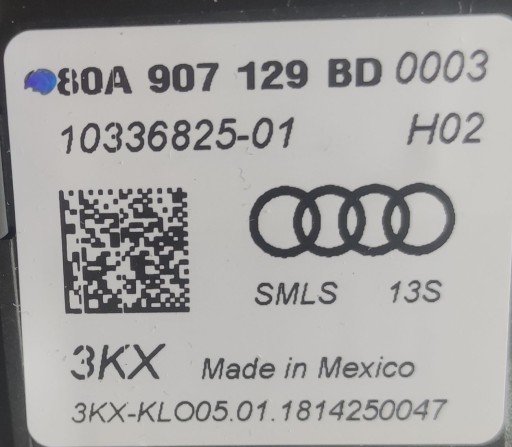 80A 907 129 BD 0003
10336825-01 H02
SMLS 13S
3KX Made in Mexico
3KX-KLO05.01.1814250047